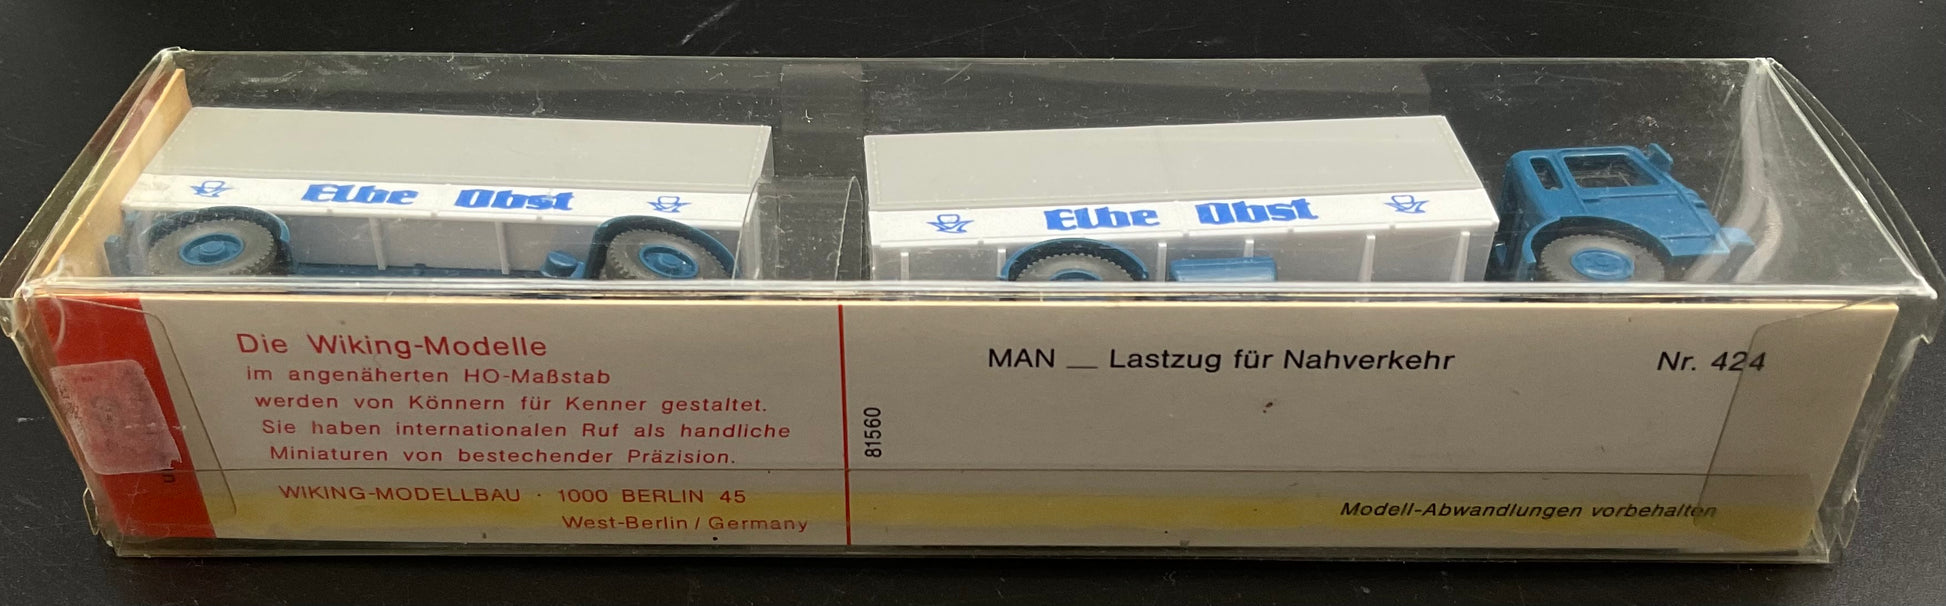 Elbe Obst
Elbe Obst
Die Wiking-Modelle
im angenäherten HO-Maßstab
werden von Könnern für Kenner gestaltet.
Sie haben internationalen Ruf als handliche
Miniaturen von bestechender Präzision.
WIKING-MODELLBAU · 1000 BERLIN 45
West-Berlin / Germany
81560
MAN __ Lastzug für Nahverkehr
Nr. 424
Modell-Abwandlungen vorbehalten